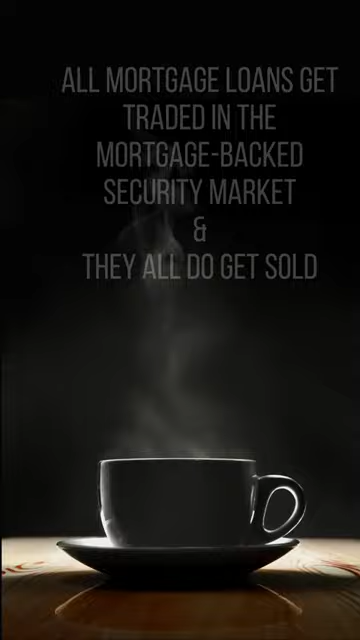 ALL MORTGAGE LOANS GET
TRADED IN THE
MORTGAGE-BACKED
SECURITY MARKET
&
THEY ALL DO GET SOLD